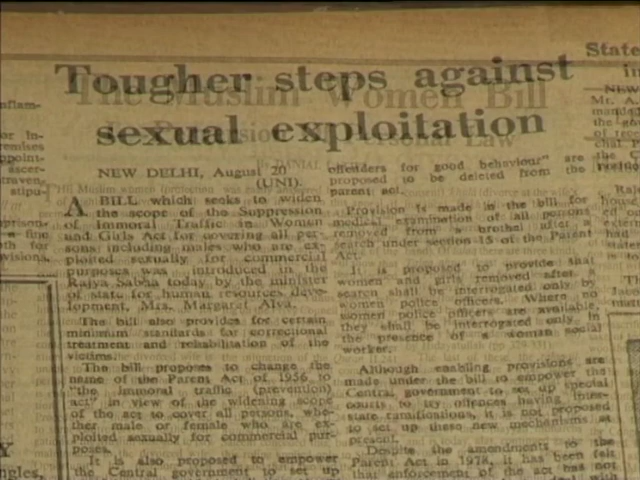 Tougher steps against
sexual exploitation
The Muslim Women Bill
Personal Law
NEW DELHI, August 20
(UNI).
A BILL which seeks to widen
the scope of the Suppression
of Immoral Traffic in Women
and Girls Act for covering all per-
sons including males who are ex-
ploited sexually for commercial
purposes was introduced in the
Rajya Sabha today by the minister
of state for human resources deve-
lopment, Mrs. Margaret Alva.
The bill also provides for certain
minimum standards for correctional
treatment and rehabilitation of the
victims.
The bill proposes to change the
name of the Parent Act of 1956 to
"the immoral traffic (prevention)
act" in view of the widening scope
of the act to cover all persons, whe-
ther male or female who are ex-
ploited sexually for commercial pur-
poses.
It is also proposed to empower
the Central government to set up
offenders for good behaviour" are
proposed to be deleted from the
parent act.
Provision is made in the bill for
medical examination of all persons
removed from a brothel after a
search under section 15 of the Parent
Act.
It is proposed to provide that
women and girls removed after a
search shall be interrogated only by
women police officers. Where no
women police officers are available,
they shall be interrogated only in
the presence of a woman social
worker.
Although enabling provisions are
made under the bill to empower the
Central government to set up special
courts to try offences having inter-
state ramifications, it is not proposed
to set up these new mechanisms at
present.
Despite the amendments to the
Parent Act in 1978, it has been felt
that enforcement of the act has not
State
in
NEW
Mr. A.